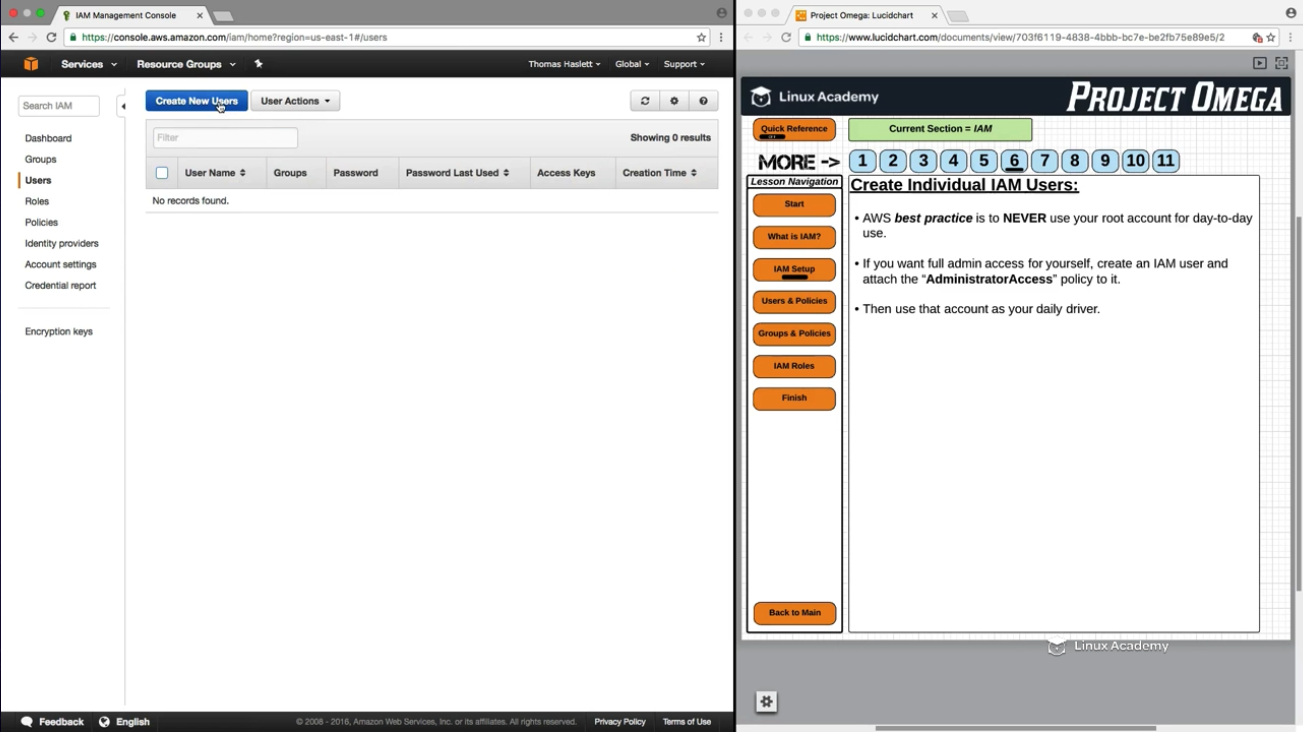 IAM Management Console
https://console.aws.amazon.com/iam/home?region=us-east-1#/users
Services
Resource Groups
Thomas Haslett
Global
Support
Search IAM
Dashboard
Groups
Users
Roles
Policies
Identity providers
Account settings
Credential report
Encryption keys
Create New Users
User Actions
Filter
Showing 0 results
User Name
Groups
Password
Password Last Used
Access Keys
Creation Time
No records found.
Feedback
English
© 2008 - 2016, Amazon Web Services, Inc. or its affiliates. All rights reserved.
Privacy Policy
Terms of Use
Project Omega: Lucidchart
https://www.lucidchart.com/documents/view/703f6119-4838-4bbb-bc7e-be2fb75e89e5/2
Linux Academy
PROJECT OMEGA
Quick Reference
Current Section = IAM
MORE -> 1 2 3 4 5 6 7 8 9 10 11
Lesson Navigation
Start
What is IAM?
IAM Setup
Users & Policies
Groups & Policies
IAM Roles
Finish
Back to Main
Create Individual IAM Users:
• AWS best practice is to NEVER use your root account for day-to-day
use.
• If you want full admin access for yourself, create an IAM user and
attach the “AdministratorAccess” policy to it.
• Then use that account as your daily driver.
Linux Academy